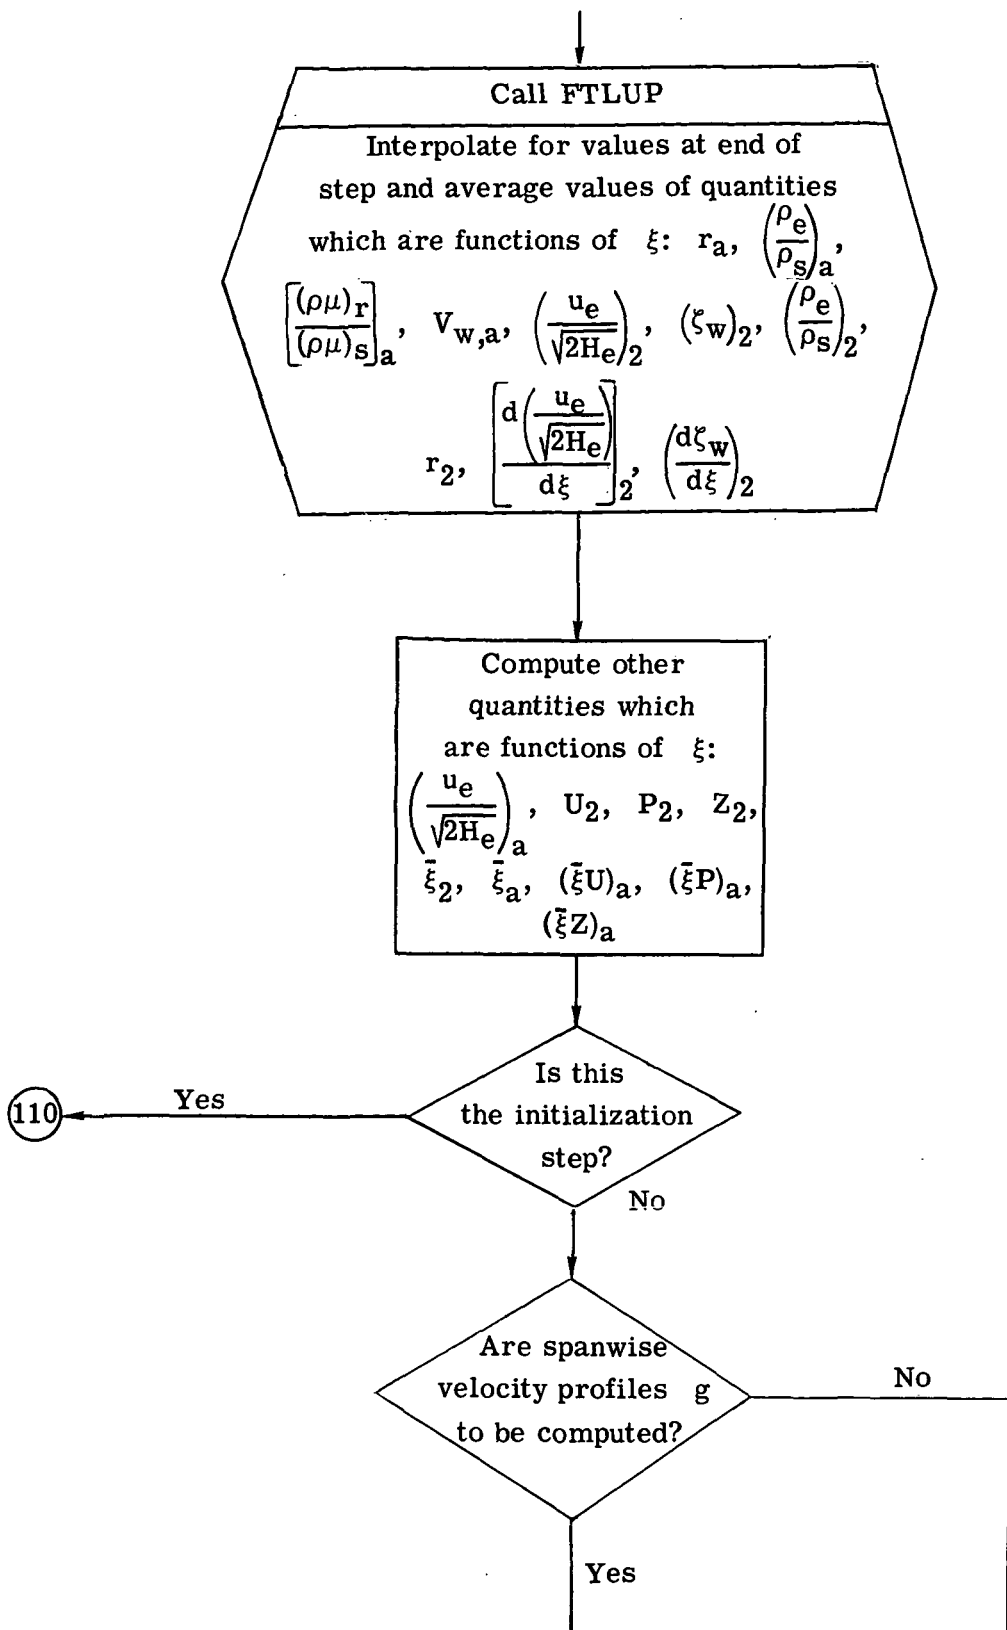 Call FTLUP
Interpolate for values at end of
step and average values of quantities
which are functions of ξ: r_a, (ρ_e/ρ_s)_a,
[(ρμ)_r/(ρμ)_s]_a, V_w,a, (u_e/√2H_e)_2, (ζ_w)_2, (ρ_e/ρ_s)_2,
r_2, [d(u_e/√2H_e)/dξ]_2, (dζ_w/dξ)_2
Compute other
quantities which
are functions of ξ:
(u_e/√2H_e)_a, U_2, P_2, Z_2,
ξ̄_2, ξ̄_a, (ξ̄U)_a, (ξ̄P)_a,
(ξ̄Z)_a
Is this
the initialization
step?
Yes
110
No
Are spanwise
velocity profiles g
to be computed?
No
Yes